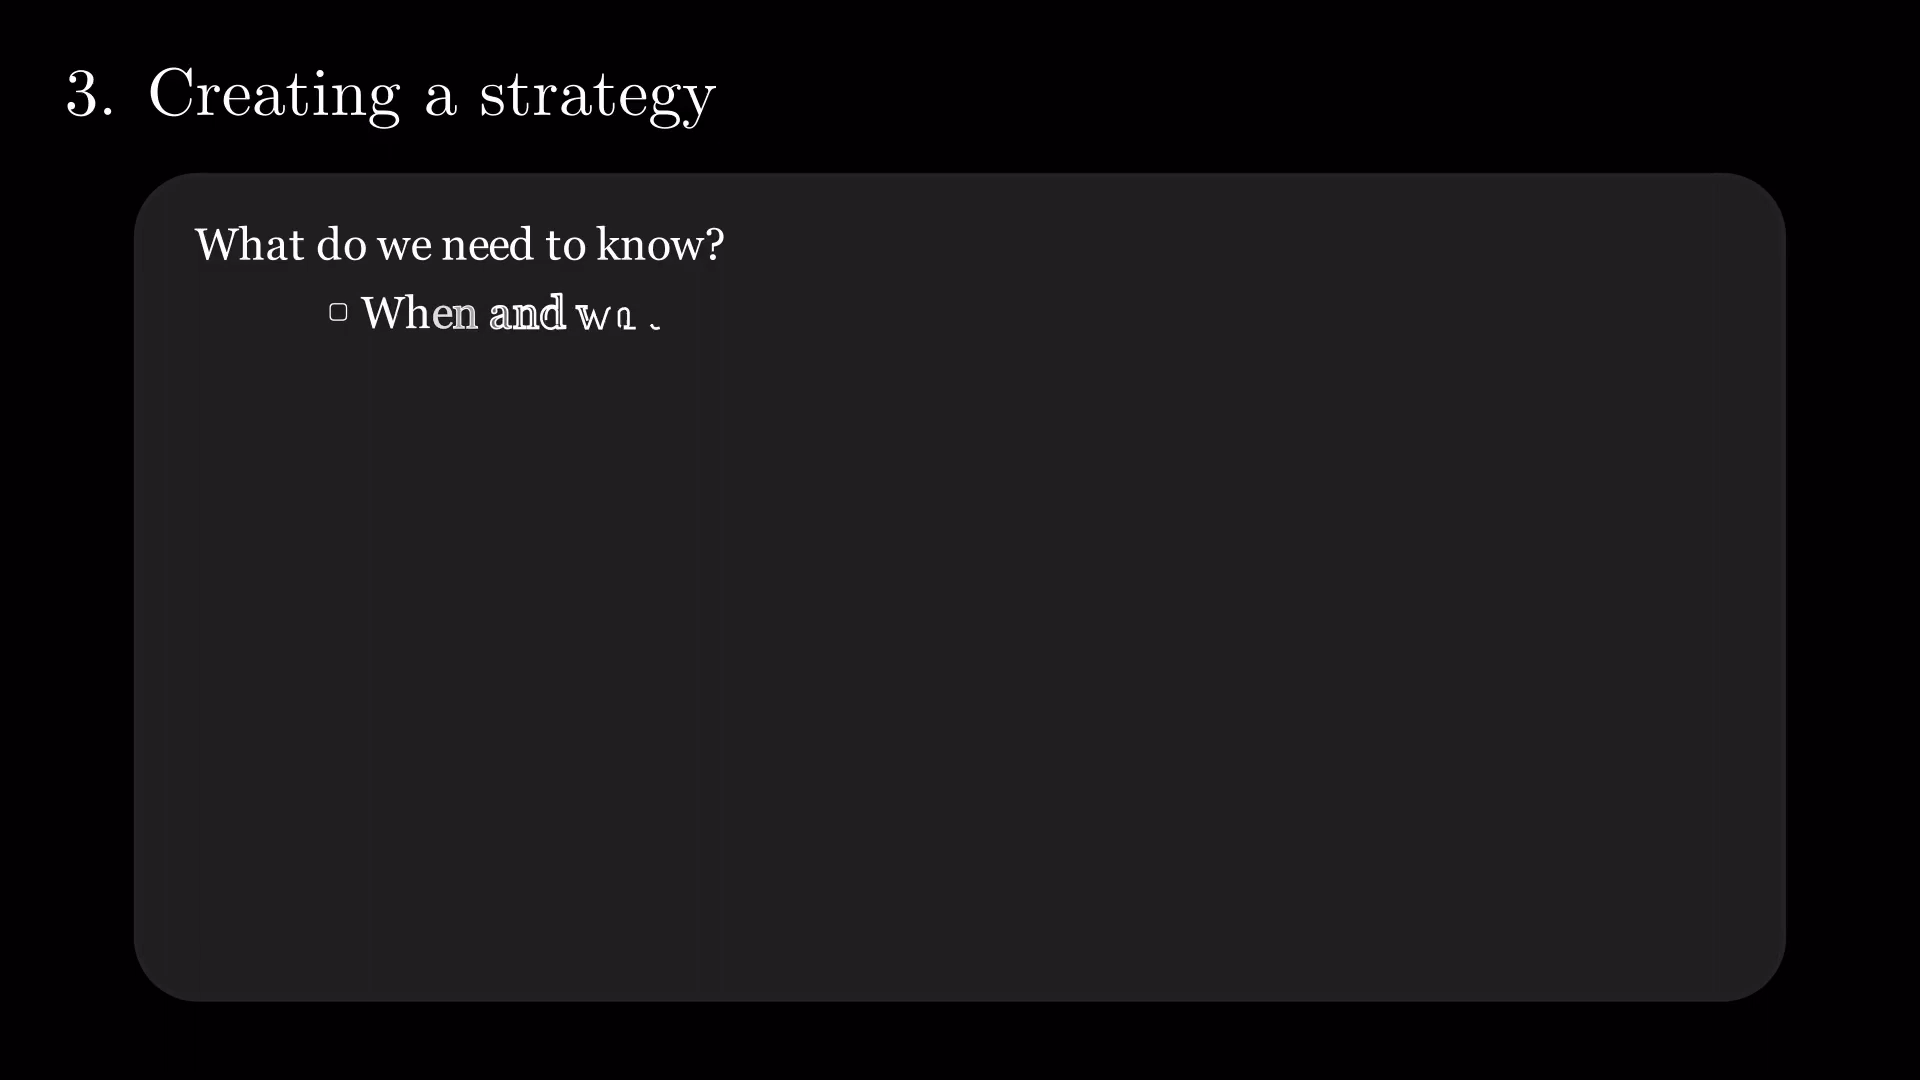 3. Creating a strategy
What do we need to know?
When and